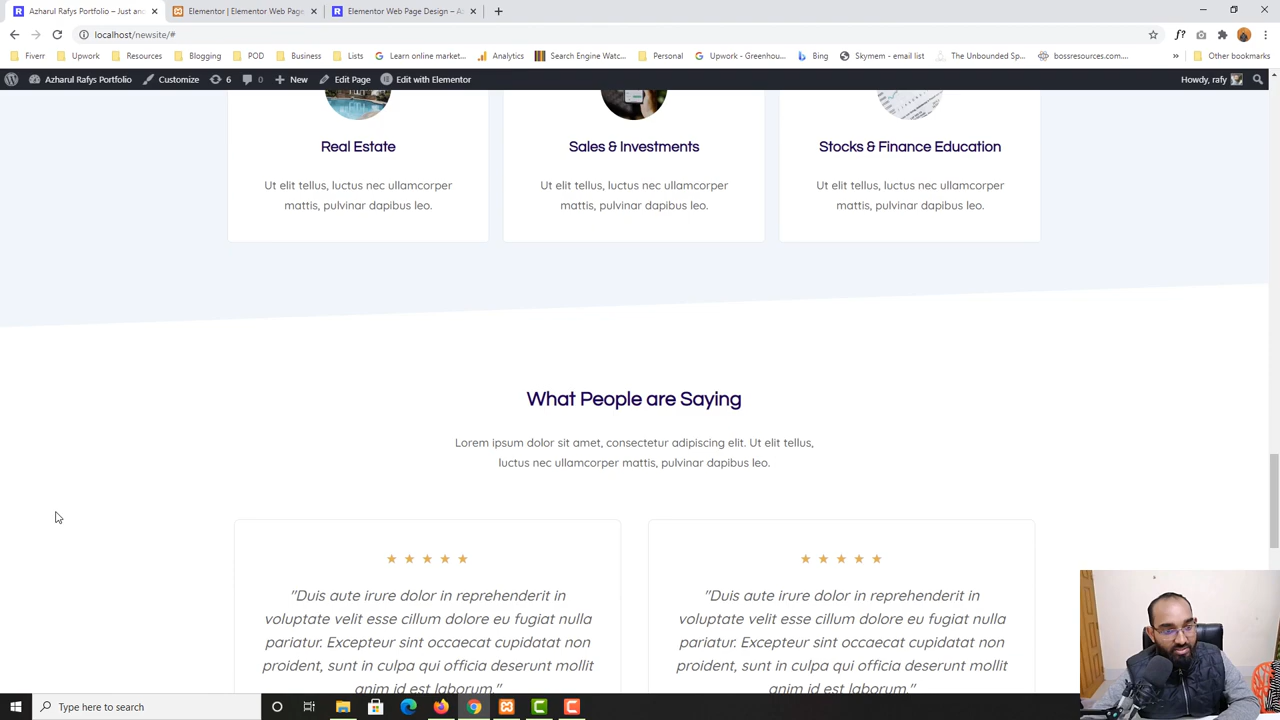 Azharul Rafys Portfolio – Just and
Elementor | Elementor Web Page
Elementor Web Page Design – A
localhost/newsite/#
Fiverr
Upwork
Resources
Blogging
POD
Business
Lists
Learn online market...
Analytics
Search Engine Watc...
Personal
Upwork – Greenhou...
Bing
Skymem - email list
The Unbounded Sp...
bossresources.com...
Other bookmarks
Azharul Rafys Portfolio
Customize
6
0
New
Edit Page
Edit with Elementor
Howdy, rafy
Real Estate
Ut elit tellus, luctus nec ullamcorper
mattis, pulvinar dapibus leo.
Sales & Investments
Ut elit tellus, luctus nec ullamcorper
mattis, pulvinar dapibus leo.
Stocks & Finance Education
Ut elit tellus, luctus nec ullamcorper
mattis, pulvinar dapibus leo.
What People are Saying
Lorem ipsum dolor sit amet, consectetur adipiscing elit. Ut elit tellus,
luctus nec ullamcorper mattis, pulvinar dapibus leo.
"Duis aute irure dolor in reprehenderit in
voluptate velit esse cillum dolore eu fugiat nulla
pariatur. Excepteur sint occaecat cupidatat non
proident, sunt in culpa qui officia deserunt mollit
anim id est laborum."
"Duis aute irure dolor in reprehenderit in
voluptate velit esse cillum dolore eu fugiat nulla
pariatur. Excepteur sint occaecat cupidatat non
proident, sunt in culpa qui officia deserunt mollit
anim id est laborum."
Type here to search